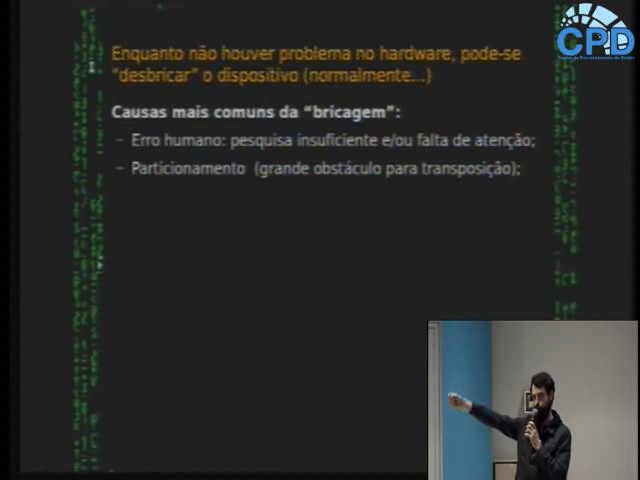 CPD
Enquanto não houver problema no hardware, pode-se
"desbricar" o dispositivo (normalmente...)
Causas mais comuns da "bricagem":
– Erro humano: pesquisa insuficiente e/ou falta de atenção;
– Particionamento (grande obstáculo para transposição);